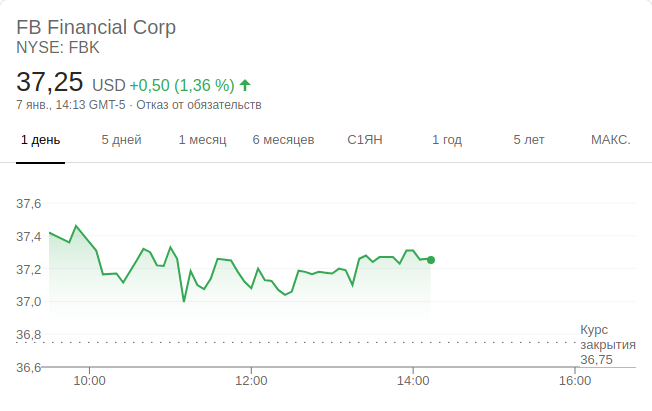 FB Financial Corp
NYSE: FBK
37,25 USD +0,50 (1,36 %) ↑
7 янв., 14:13 GMT-5 · Отказ от обязательств
1 день 5 дней 1 месяц 6 месяцев С1ЯН 1 год 5 лет МАКС.
37,6
37,4
37,2
37,0
36,8
36,6
Курс
закрытия
36,75
10:00 12:00 14:00 16:00